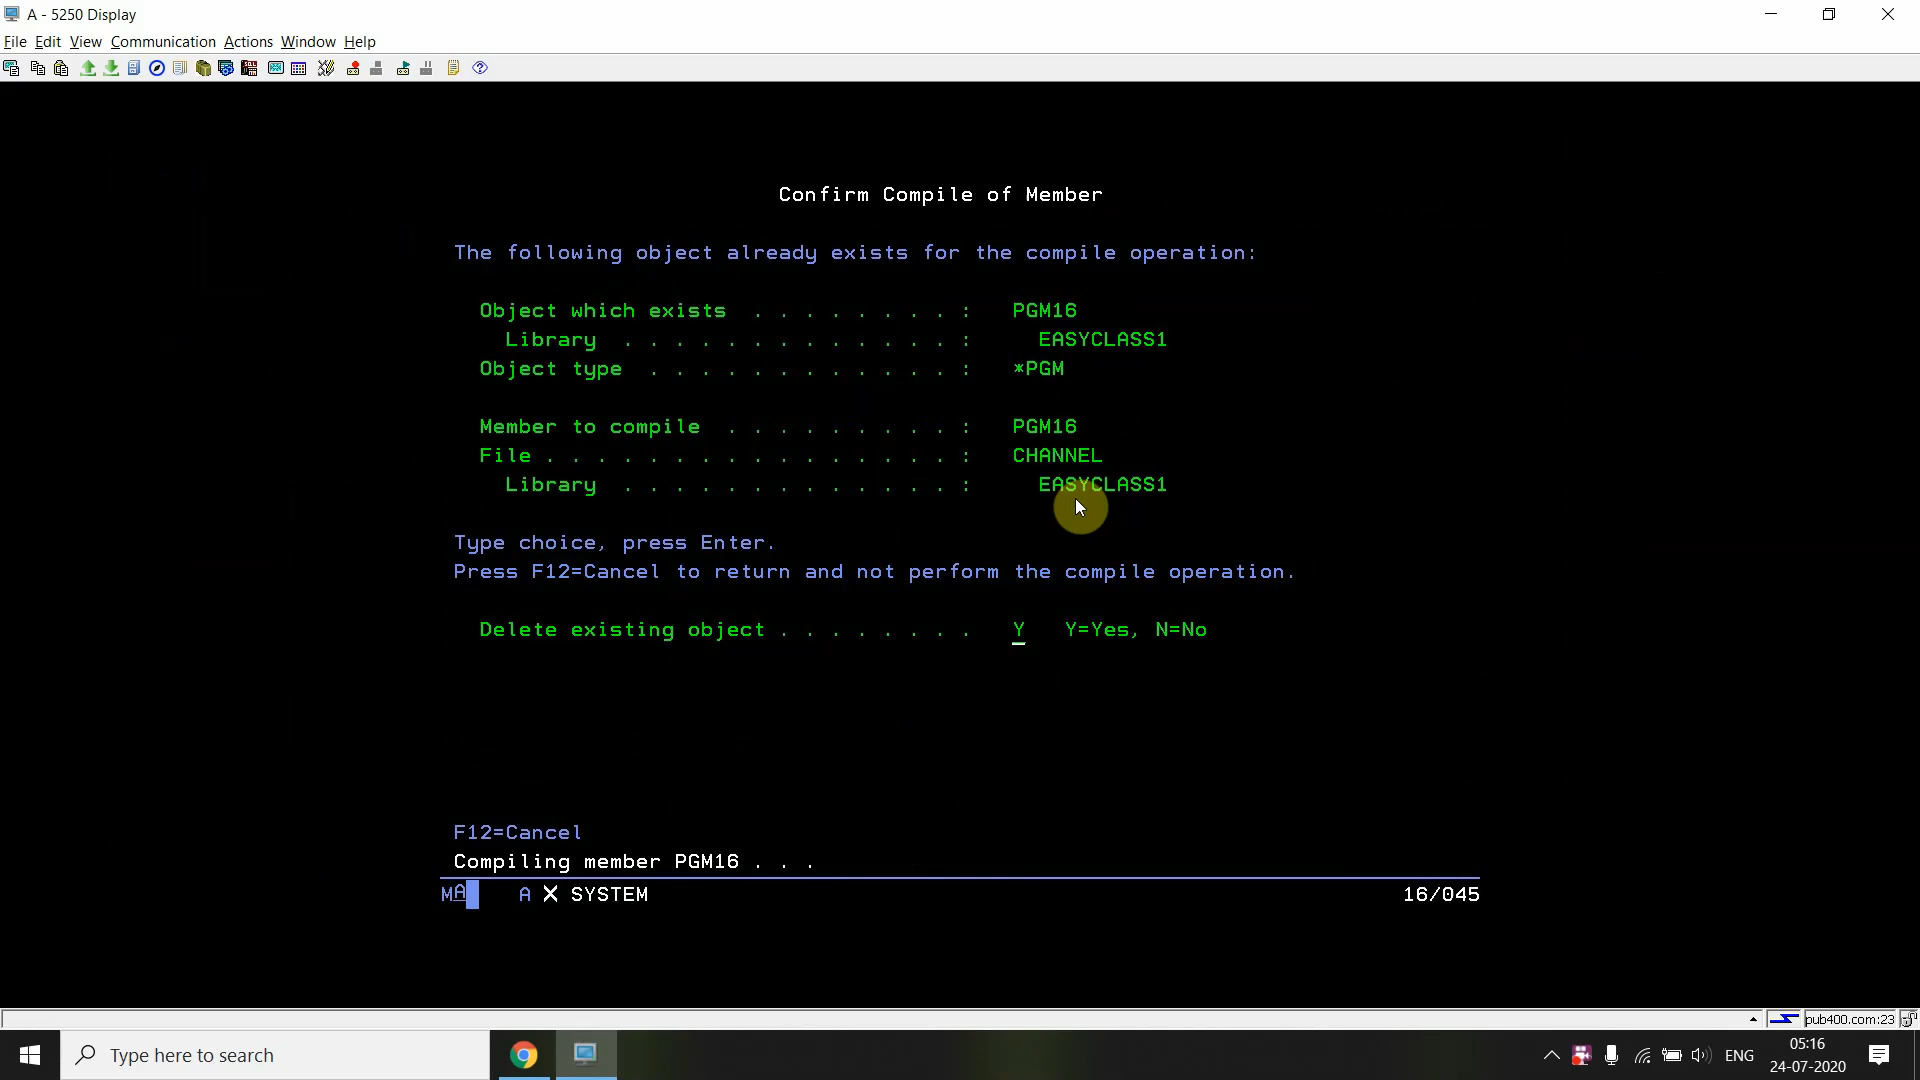 A - 5250 Display
File Edit View Communication Actions Window Help
Confirm Compile of Member
The following object already exists for the compile operation:
Object which exists . . . . . . . . : PGM16
Library . . . . . . . . . . . . . . : EASYCLASS1
Object type . . . . . . . . . . . . . : *PGM
Member to compile . . . . . . . . . . : PGM16
File . . . . . . . . . . . . . . . . . : CHANNEL
Library . . . . . . . . . . . . . . : EASYCLASS1
Type choice, press Enter.
Press F12=Cancel to return and not perform the compile operation.
Delete existing object . . . . . . . . Y Y=Yes, N=No
F12=Cancel
Compiling member PGM16 . . .
MA A X SYSTEM 16/045
pub400.com:23
Type here to search
ENG
05:16
24-07-2020